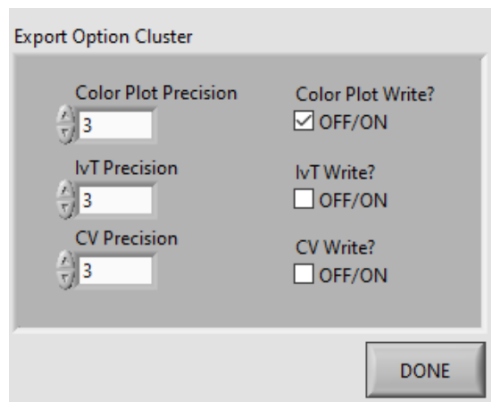 Export Option Cluster
Color Plot Precision
Color Plot Write?
3
OFF/ON
IvT Precision
IvT Write?
3
OFF/ON
CV Precision
CV Write?
3
OFF/ON
DONE